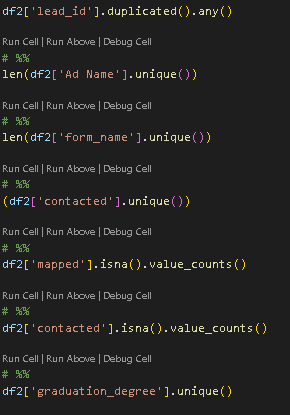 df2['lead_id'].duplicated().any()
Run Cell | Run Above | Debug Cell
# %%
len(df2['Ad Name'].unique())
Run Cell | Run Above | Debug Cell
# %%
len(df2['form_name'].unique())
Run Cell | Run Above | Debug Cell
# %%
(df2['contacted'].unique())
Run Cell | Run Above | Debug Cell
# %%
df2['mapped'].isna().value_counts()
Run Cell | Run Above | Debug Cell
# %%
df2['contacted'].isna().value_counts()
Run Cell | Run Above | Debug Cell
# %%
df2['graduation_degree'].unique()